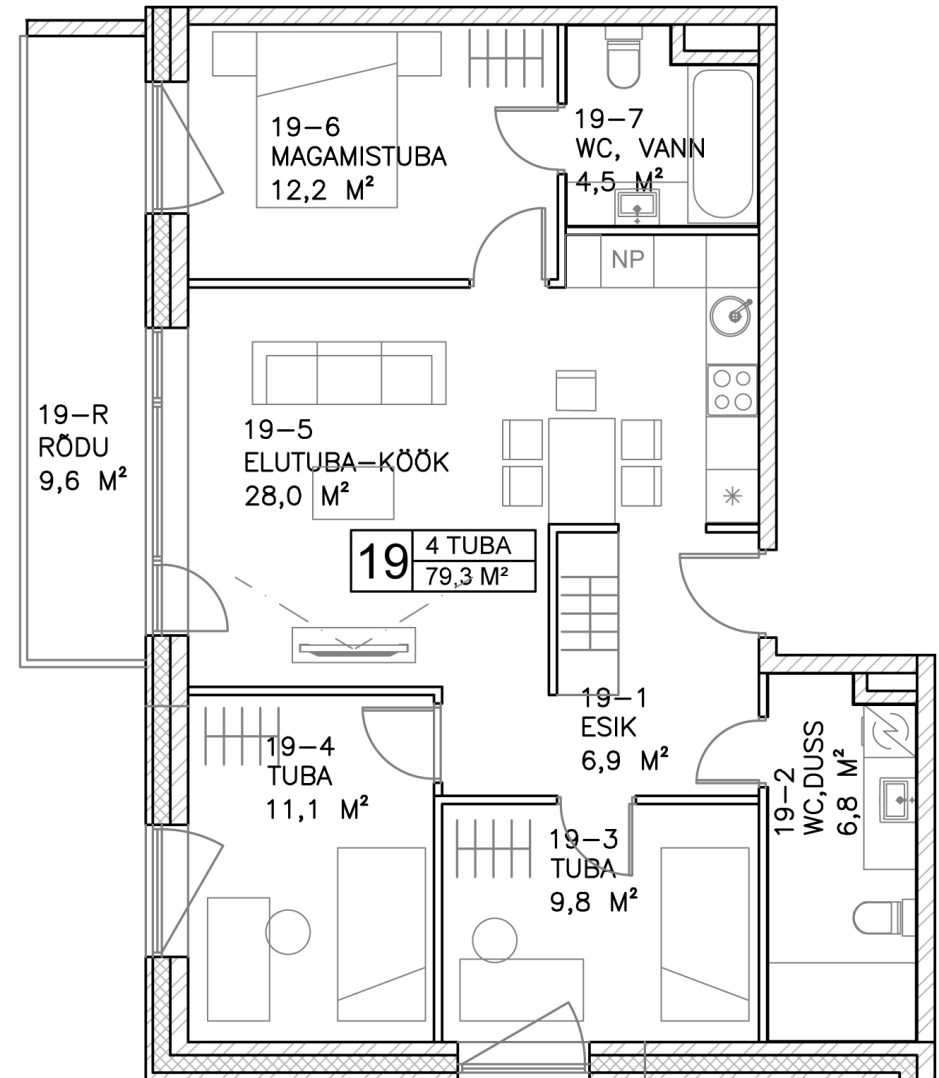 19-6
MAGAMISTUBA
12,2 M²
19-7
WC, VANN
4,5 M²
NP
19-R
RÕDU
9,6 M²
19-5
ELUTUBA-KÖÖK
28,0 M²
19
4 TUBA
79,3 M²
19-1
ESIK
6,9 M²
19-2
WC,DUSS
6,8 M²
19-4
TUBA
11,1 M²
19-3
TUBA
9,8 M²